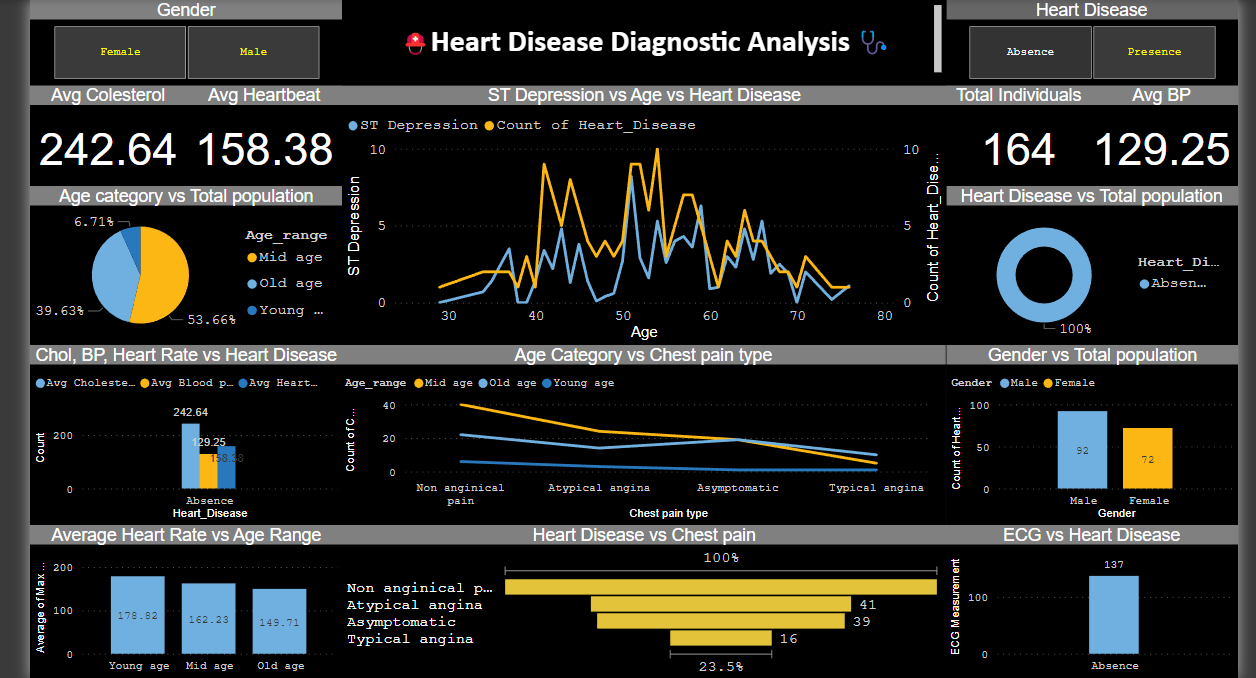 Gender
Female Male
⛑️ Heart Disease Diagnostic Analysis 🩺
Heart Disease
Absence Presence
Avg Colesterol Avg Heartbeat
242.64 158.38
Total Individuals Avg BP
164 129.25
ST Depression vs Age vs Heart Disease
ST Depression Count of Heart_Disease
10 10
5 5
0 0
30 40 50 60 70 80
ST Depression
Count of Heart_Dise...
Age
Age category vs Total population
6.71%
39.63%
53.66%
Age_range
Mid age
Old age
Young ...
Heart Disease vs Total population
Heart_Di...
Absen...
100%
Chol, BP, Heart Rate vs Heart Disease
Avg Choleste... Avg Blood p... Avg Heart...
242.64
129.25
158.38
200
0
Count
Absence
Heart_Disease
Age Category vs Chest pain type
Age_range Mid age Old age Young age
40
20
0
Count of C...
Non anginical pain Atypical angina Asymptomatic Typical angina
Chest pain type
Gender vs Total population
Gender Male Female
100
50
0
Count of Heart...
92 72
Male Female
Gender
Average Heart Rate vs Age Range
200
100
0
Average of Max ...
178.82 162.23 149.71
Young age Mid age Old age
Heart Disease vs Chest pain
100%
Non anginical p...
Atypical angina 41
Asymptomatic 39
Typical angina 16
23.5%
ECG vs Heart Disease
137
100
0
ECG Measurement
Absence